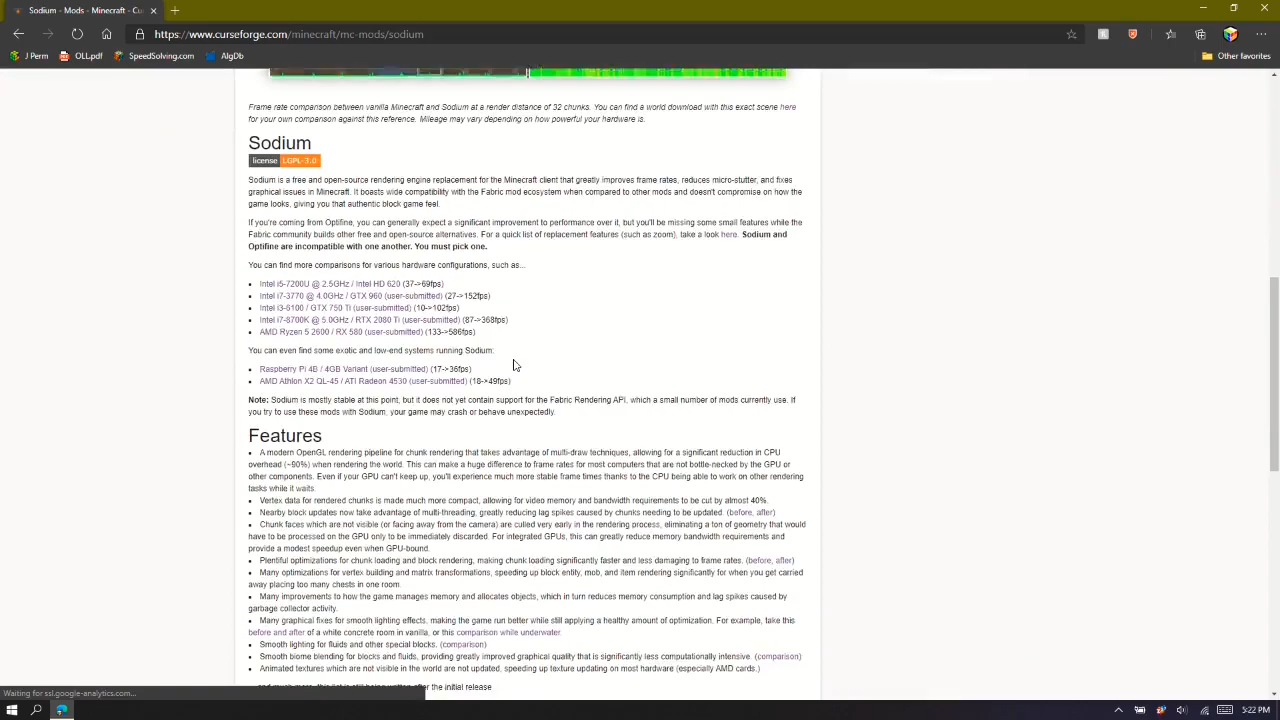 Sodium - Mods - Minecraft - Cu
https://www.curseforge.com/minecraft/mc-mods/sodium
J Perm
OLL.pdf
SpeedSolving.com
AlgDb
Other favorites
Frame rate comparison between vanilla Minecraft and Sodium at a render distance of 32 chunks. You can find a world download with this exact scene here
for your own comparison against this reference. Mileage may vary depending on how powerful your hardware is.
Sodium
license LGPL-3.0
Sodium is a free and open-source rendering engine replacement for the Minecraft client that greatly improves frame rates, reduces micro-stutter, and fixes
graphical issues in Minecraft. It boasts wide compatibility with the Fabric mod ecosystem when compared to other mods and doesn't compromise on how the
game looks, giving you that authentic block game feel.
If you're coming from Optifine, you can generally expect a significant improvement to performance over it, but you'll be missing some small features while the
Fabric community builds other free and open-source alternatives. For a quick list of replacement features (such as zoom), take a look here. Sodium and
Optifine are incompatible with one another. You must pick one.
You can find more comparisons for various hardware configurations, such as...
Intel i5-7200U @ 2.5GHz / Intel HD 620 (37->69fps)
Intel i7-3770 @ 4.0GHz / GTX 960 (user-submitted) (27->152fps)
Intel i3-6100 / GTX 750 Ti (user-submitted) (10->102fps)
Intel i7-8700K @ 5.0GHz / RTX 2080 Ti (user-submitted) (87->368fps)
AMD Ryzen 5 2600 / RX 580 (user-submitted) (133->586fps)
You can even find some exotic and low-end systems running Sodium:
Raspberry Pi 4B / 4GB Variant (user-submitted) (17->36fps)
AMD Athlon X2 QL-45 / ATI Radeon 4530 (user-submitted) (18->49fps)
Note: Sodium is mostly stable at this point, but it does not yet contain support for the Fabric Rendering API, which a small number of mods currently use. If
you try to use these mods with Sodium, your game may crash or behave unexpectedly.
Features
A modern OpenGL rendering pipeline for chunk rendering that takes advantage of multi-draw techniques, allowing for a significant reduction in CPU
overhead (~90%) when rendering the world. This can make a huge difference to frame rates for most computers that are not bottle-necked by the GPU or
other components. Even if your GPU can't keep up, you'll experience much more stable frame times thanks to the CPU being able to work on other rendering
tasks while it waits.
Vertex data for rendered chunks is made much more compact, allowing for video memory and bandwidth requirements to be cut by almost 40%.
Nearby block updates now take advantage of multi-threading, greatly reducing lag spikes caused by chunks needing to be updated. (before, after)
Chunk faces which are not visible (or facing away from the camera) are culled very early in the rendering process, eliminating a ton of geometry that would
have to be processed on the GPU only to be immediately discarded. For integrated GPUs, this can greatly reduce memory bandwidth requirements and
provide a modest speedup even when GPU-bound.
Plentiful optimizations for chunk loading and block rendering, making chunk loading significantly faster and less damaging to frame rates. (before, after)
Many optimizations for vertex building and matrix transformations, speeding up block entity, mob, and item rendering significantly for when you get carried
away placing too many chests in one room.
Many improvements to how the game manages memory and allocates objects, which in turn reduces memory consumption and lag spikes caused by
garbage collector activity.
Many graphical fixes for smooth lighting effects, making the game run better while still applying a healthy amount of optimization. For example, take this
before and after of a white concrete room in vanilla, or this comparison while underwater.
Smooth lighting for fluids and other special blocks. (comparison)
Smooth biome blending for blocks and fluids, providing greatly improved graphical quality that is significantly less computationally intensive. (comparison)
Animated textures which are not visible in the world are not updated, speeding up texture updating on most hardware (especially AMD cards.)
after the initial release
Waiting for ssl.google-analytics.com...
5:22 PM